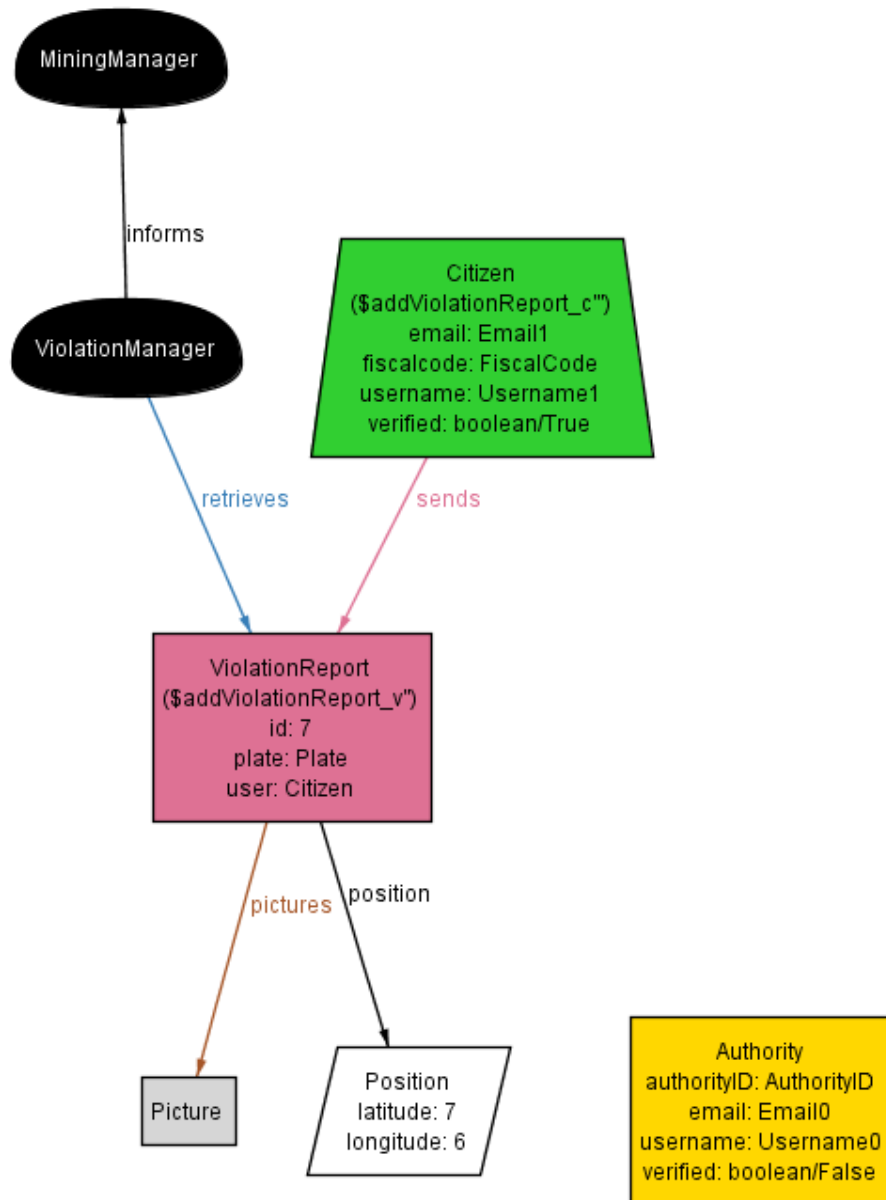 MiningManager
informs
ViolationManager
Citizen
($addViolationReport_c''')
email: Email1
fiscalcode: FiscalCode
username: Username1
verified: boolean/True
retrieves
sends
ViolationReport
($addViolationReport_v'')
id: 7
plate: Plate
user: Citizen
pictures
position
Picture
Position
latitude: 7
longitude: 6
Authority
authorityID: AuthorityID
email: Email0
username: Username0
verified: boolean/False